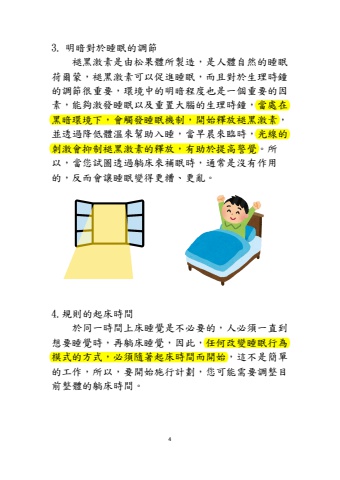 3. 明暗對於睡眠的調節
褪黑激素是由松果體所製造，是人體自然的睡眠
荷爾蒙，褪黑激素可以促進睡眠，而且對於生理時鐘
的調節很重要，環境中的明暗程度也是一個重要的因
素，能夠激發睡眠以及重置大腦的生理時鐘，當處在
黑暗環境下，會觸發睡眠機制，開始釋放褪黑激素，
並透過降低體溫來幫助入睡，當早晨來臨時，光線的
刺激會抑制褪黑激素的釋放，有助於提高警覺。所
以，當您試圖透過躺床來補眠時，通常是沒有作用
的，反而會讓睡眠變得更糟、更亂。
4.規則的起床時間
於同一時間上床睡覺是不必要的，人必須一直到
想要睡覺時，再躺床睡覺，因此，任何改變睡眠行為
模式的方式，必須隨著起床時間而開始，這不是簡單
的工作，所以，要開始施行計劃，您可能需要調整目
前整體的躺床時間。
4